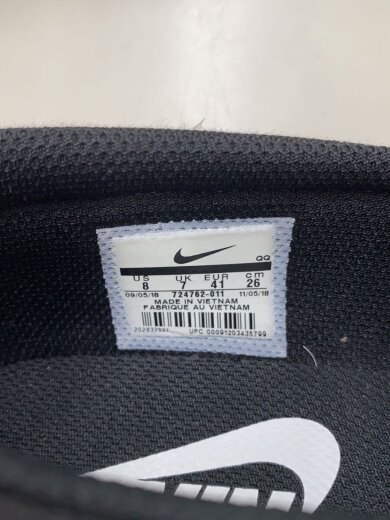 QQ
US UK EUR cm
8 7 41 26
09/05/18 724762-011 11/05/18
MADE IN VIETNAM
FABRIQUE AU VIETNAM
UPC 00091203435799